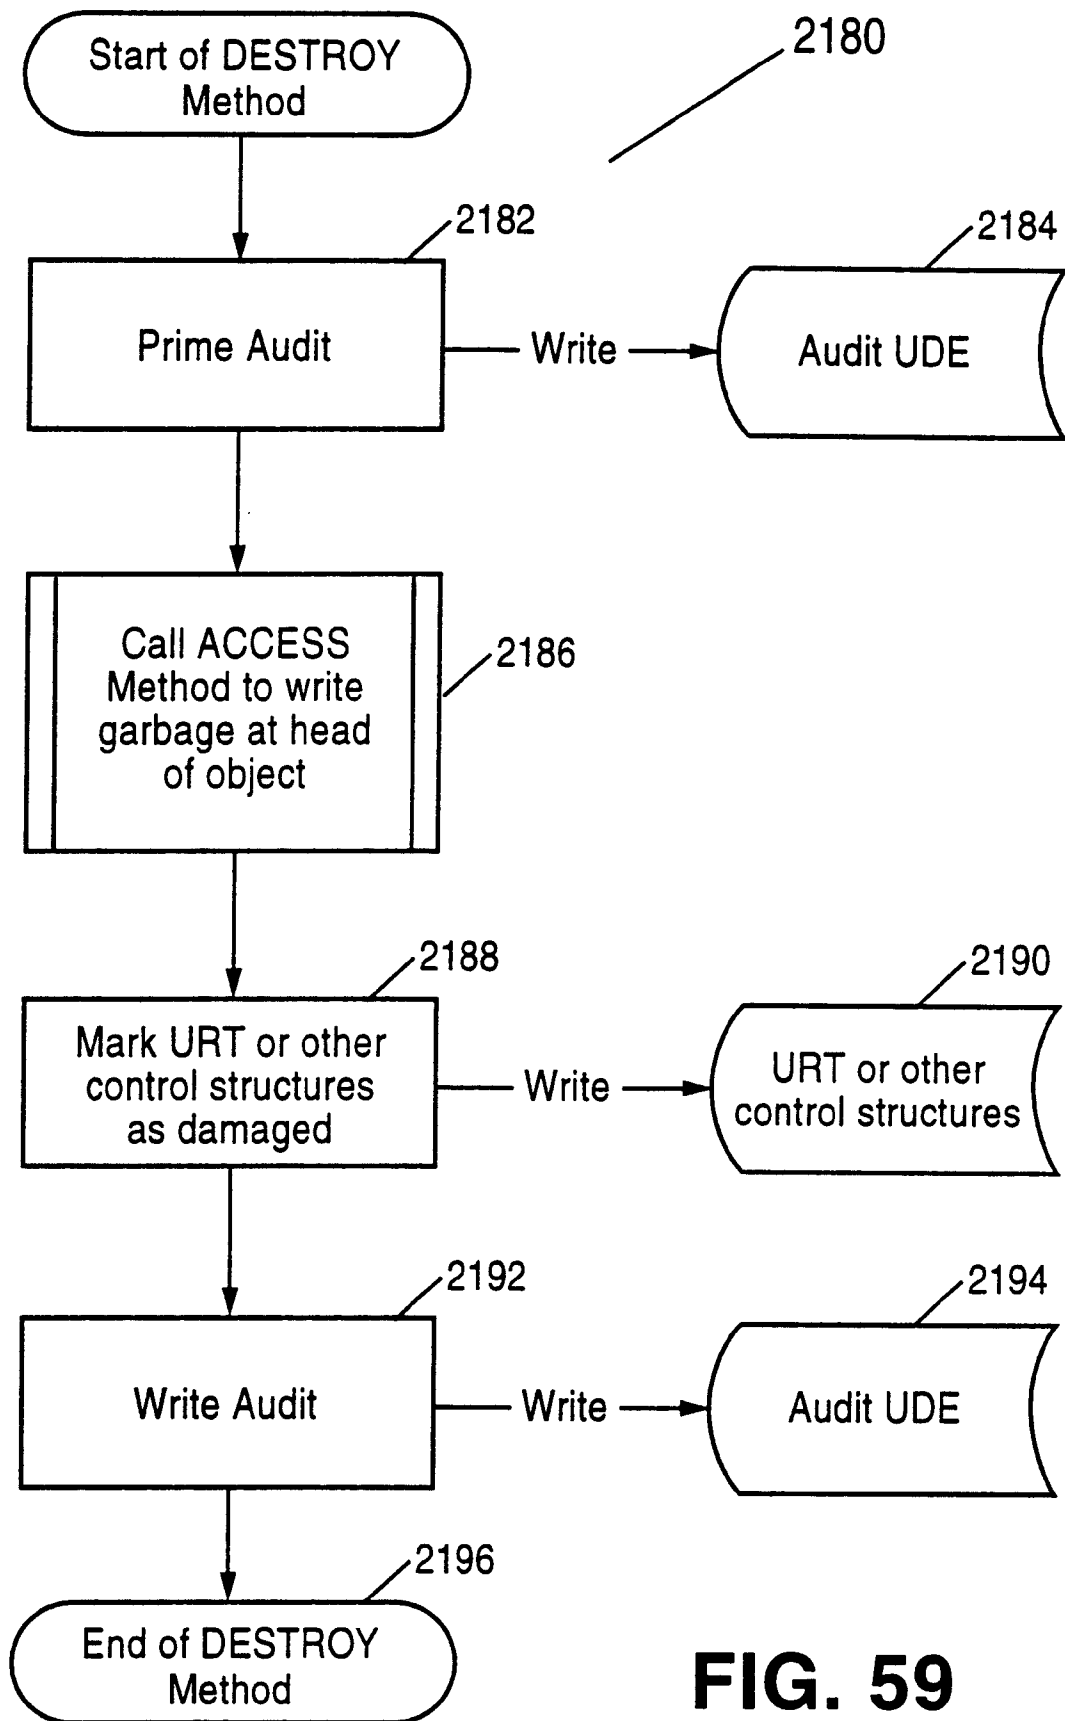 Start of DESTROY
Method
2180
2182
2184
Prime Audit
Write
Audit UDE
Call ACCESS
Method to write
garbage at head
of object
2186
2188
2190
Mark URT or other
control structures
as damaged
Write
URT or other
control structures
2192
2194
Write Audit
Write
Audit UDE
2196
End of DESTROY
Method
FIG. 59